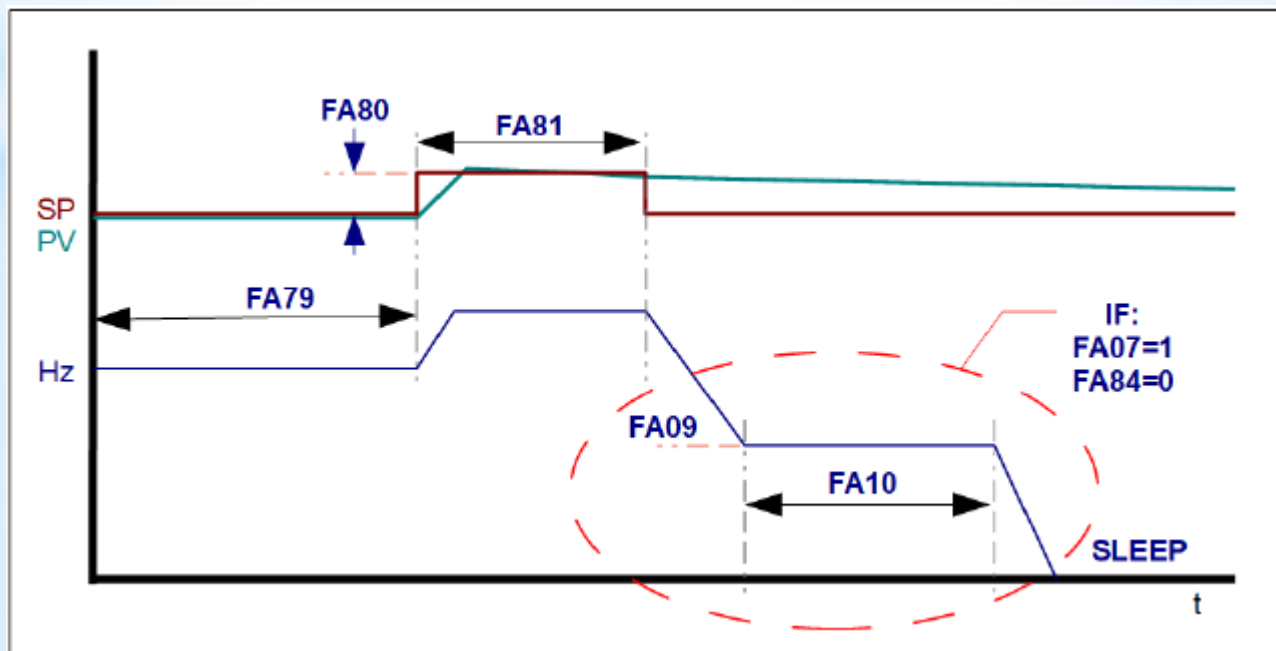 FA80
FA81
SP
PV
FA79
IF:
FA07=1
FA84=0
Hz
FA09
FA10
SLEEP
t